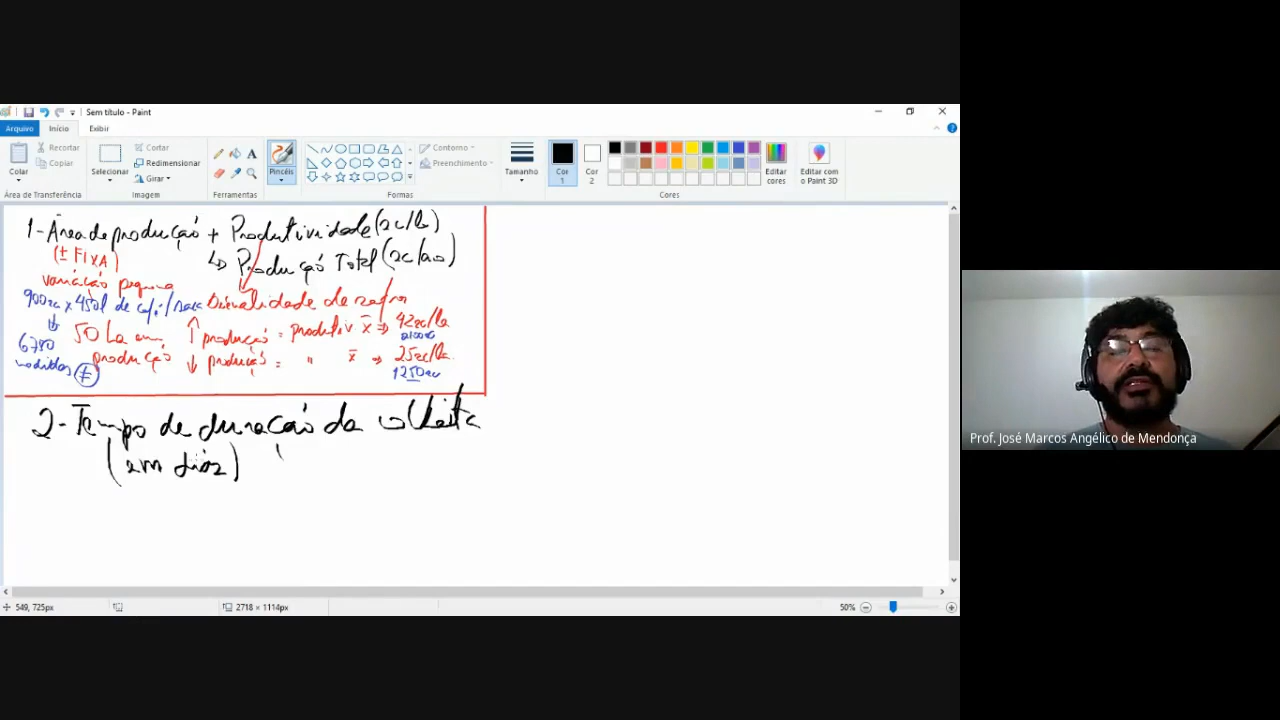 Sem título - Paint
Arquivo Início Exibir
Colar
Recortar
Copiar
Área de Transferência
Selecionar
Cortar
Redimensionar
Girar
Imagem
Ferramentas
Pincéis
Contorno
Preenchimento
Formas
Tamanho
Cor 1
Cor 2
Cores
Editar cores
Editar com o Paint 3D
1- Área de produção + Produtividade (sc/ha)
(± FIXA) ↳ Produção Total (sc/ano)
variação pequena
900sc x 450l de café/saca Bienalidade de safra
50 ha em produção
↑ produção = produtiv x̄ ⇒ 42sc/ha
2100sc
↓ produção = " x̄ ⇒ 25sc/ha
1250sc
6780
medidas
2- Tempo de duração da colheita
(em dias)
549, 725px
2718 × 1114px
50%
Prof. José Marcos Angélico de Mendonça